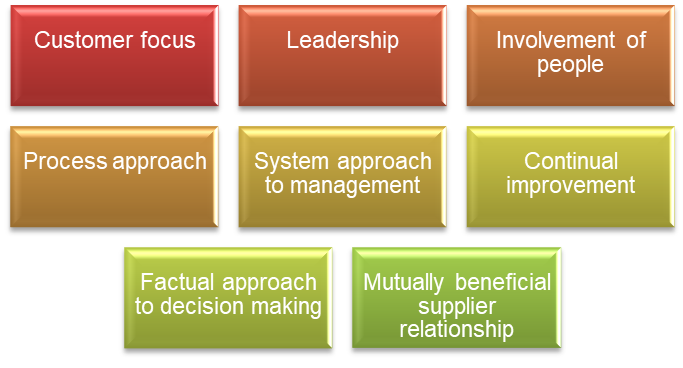 Customer focus
Leadership
Involvement of
people
Process approach
System approach
to management
Continual
improvement
Factual approach
to decision making
Mutually beneficial
supplier
relationship